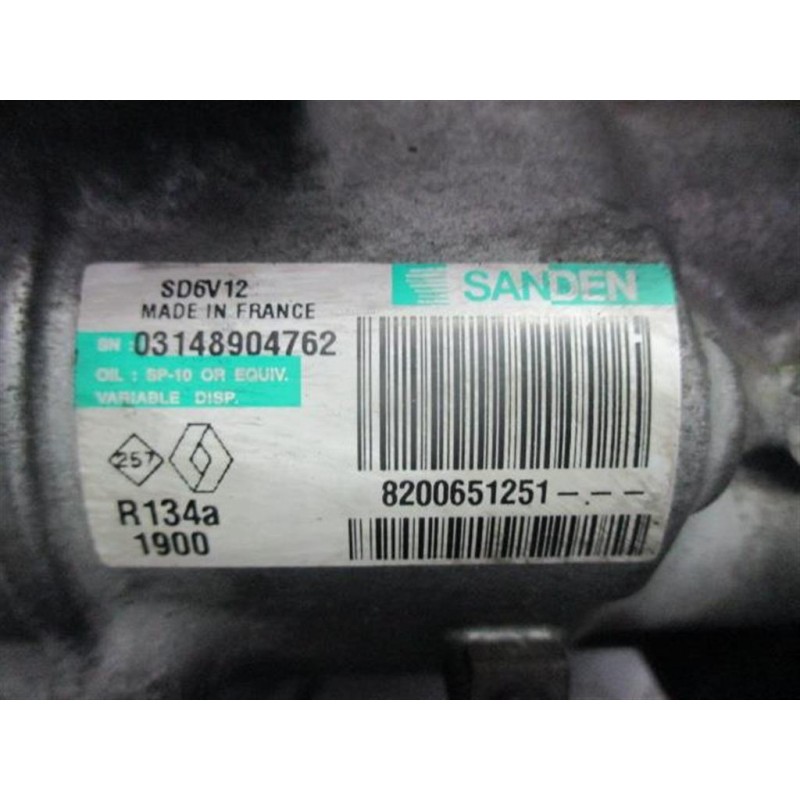 SD6V12
MADE IN FRANCE
SANDEN
SN : 03148904762
OIL : SP-10 OR EQUIV.
VARIABLE DISP.
257
R134a
1900
8200651251-.--